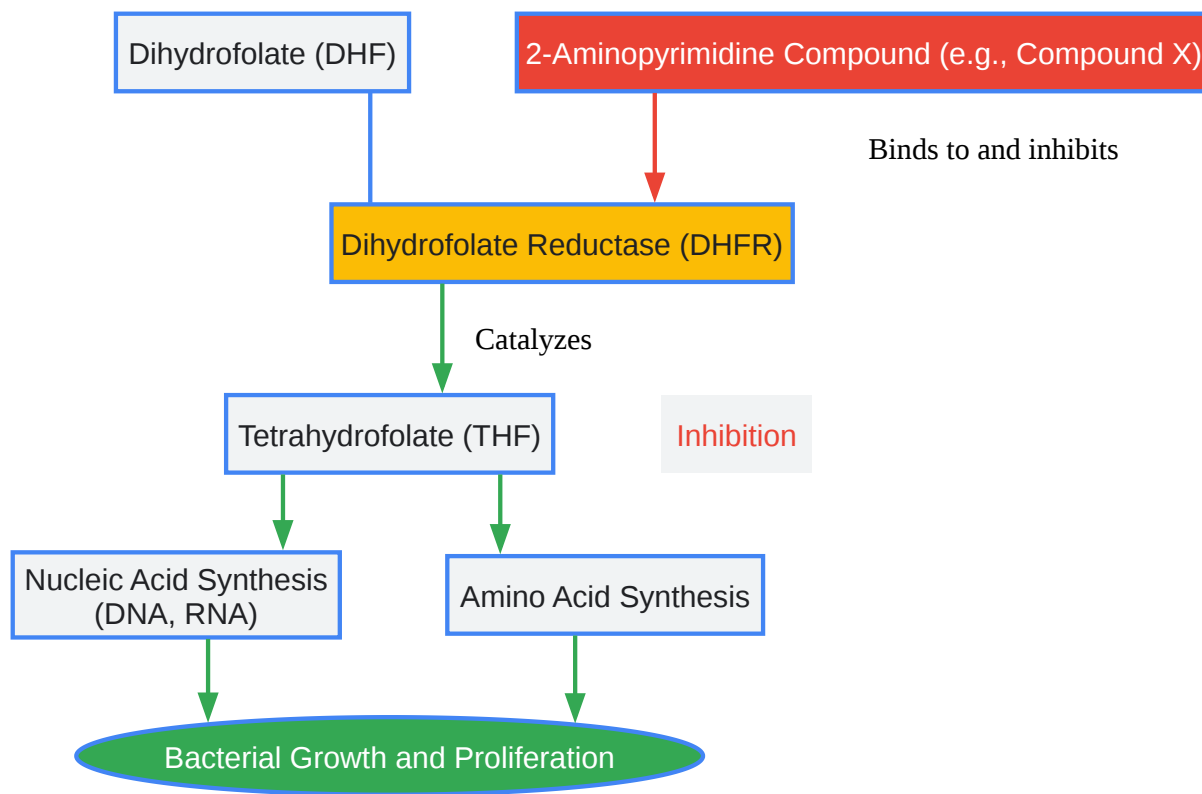 Dihydrofolate (DHF)
2-Aminopyrimidine Compound (e.g., Compound X)
Binds to and inhibits
Dihydrofolate Reductase (DHFR)
Catalyzes
Tetrahydrofolate (THF)
Inhibition
Nucleic Acid Synthesis
(DNA, RNA)
Amino Acid Synthesis
Bacterial Growth and Proliferation